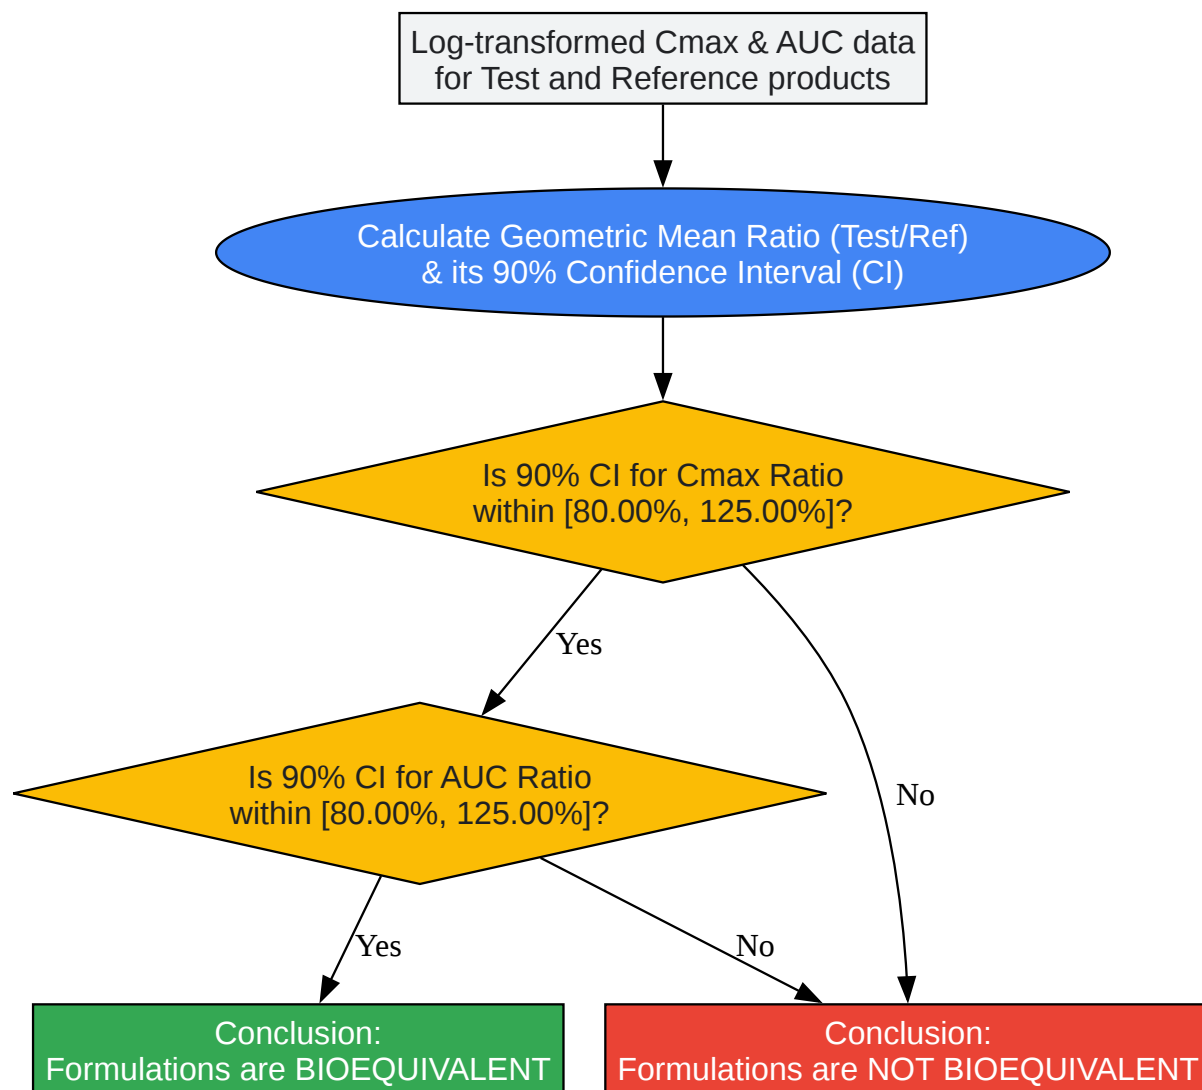 Log-transformed Cmax & AUC data
for Test and Reference products
Calculate Geometric Mean Ratio (Test/Ref)
& its 90% Confidence Interval (CI)
Is 90% CI for Cmax Ratio
within [80.00%, 125.00%]?
Yes
No
Is 90% CI for AUC Ratio
within [80.00%, 125.00%]?
Yes
No
Conclusion:
Formulations are BIOEQUIVALENT
Conclusion:
Formulations are NOT BIOEQUIVALENT